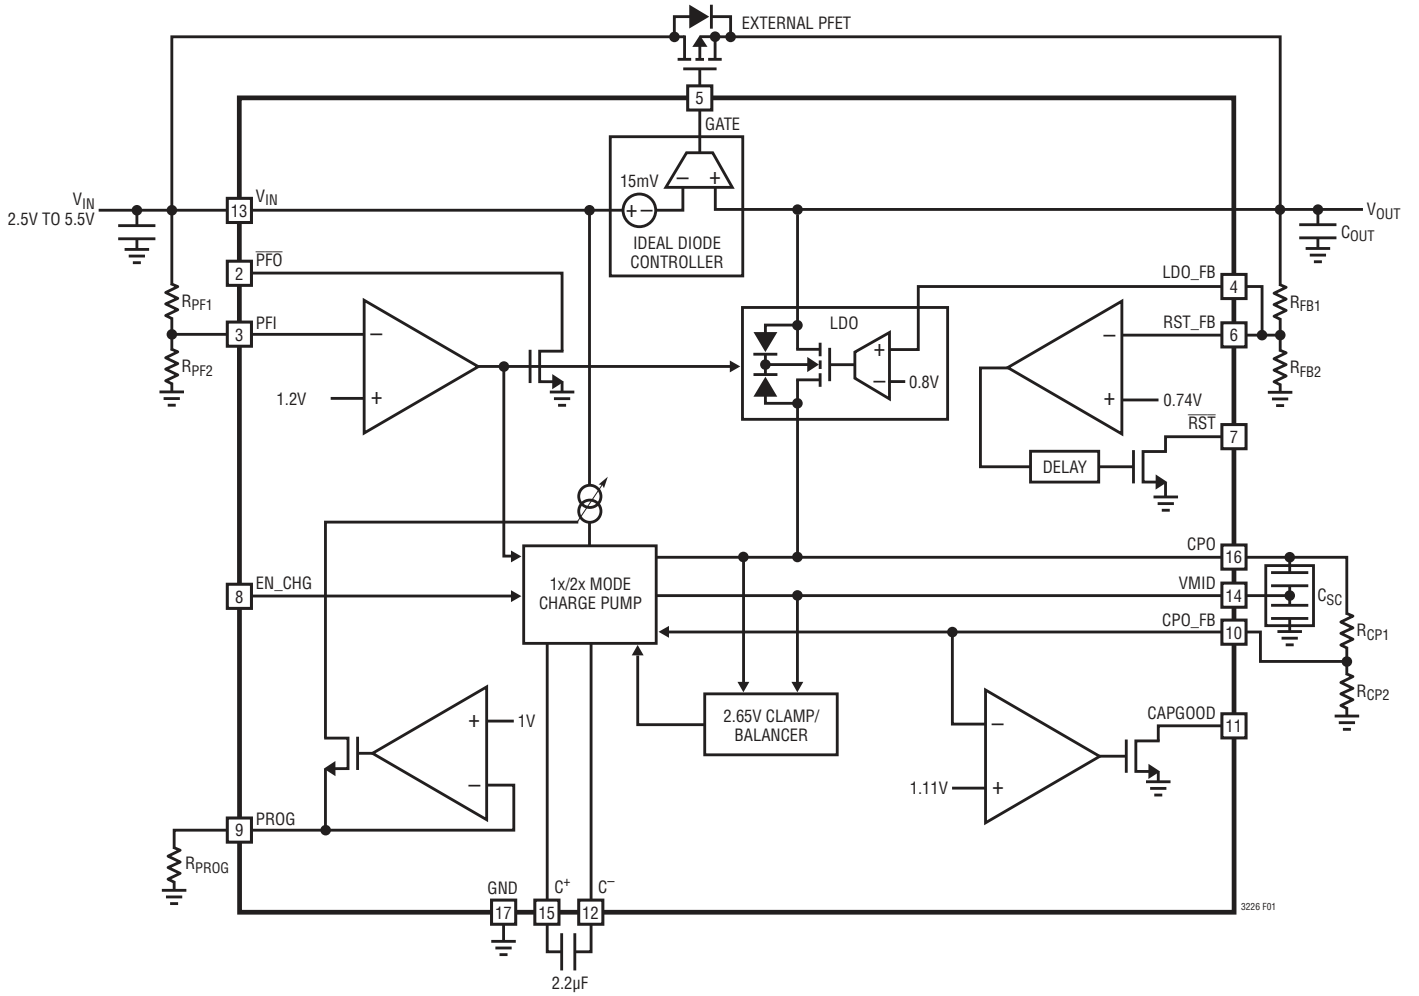 EXTERNAL PFET
5
GATE
15mV
− +
+ −
IDEAL DIODE
CONTROLLER
VIN
2.5V TO 5.5V
13
VIN
VOUT
COUT
2
PFO
RPF1
3
PFI
RPF2
−
+
1.2V
LDO
+
−
0.8V
LDO_FB
4
RST_FB
6
RFB1
RFB2
−
+
0.74V
RST
7
DELAY
8
EN_CHG
1x/2x MODE
CHARGE PUMP
CPO
16
VMID
14
CSC
CPO_FB
10
RCP1
RCP2
2.65V CLAMP/
BALANCER
CAPGOOD
11
−
+
1.11V
+
1V
−
9
PROG
RPROG
GND
17
C+
15
C−
12
2.2µF
3226 F01